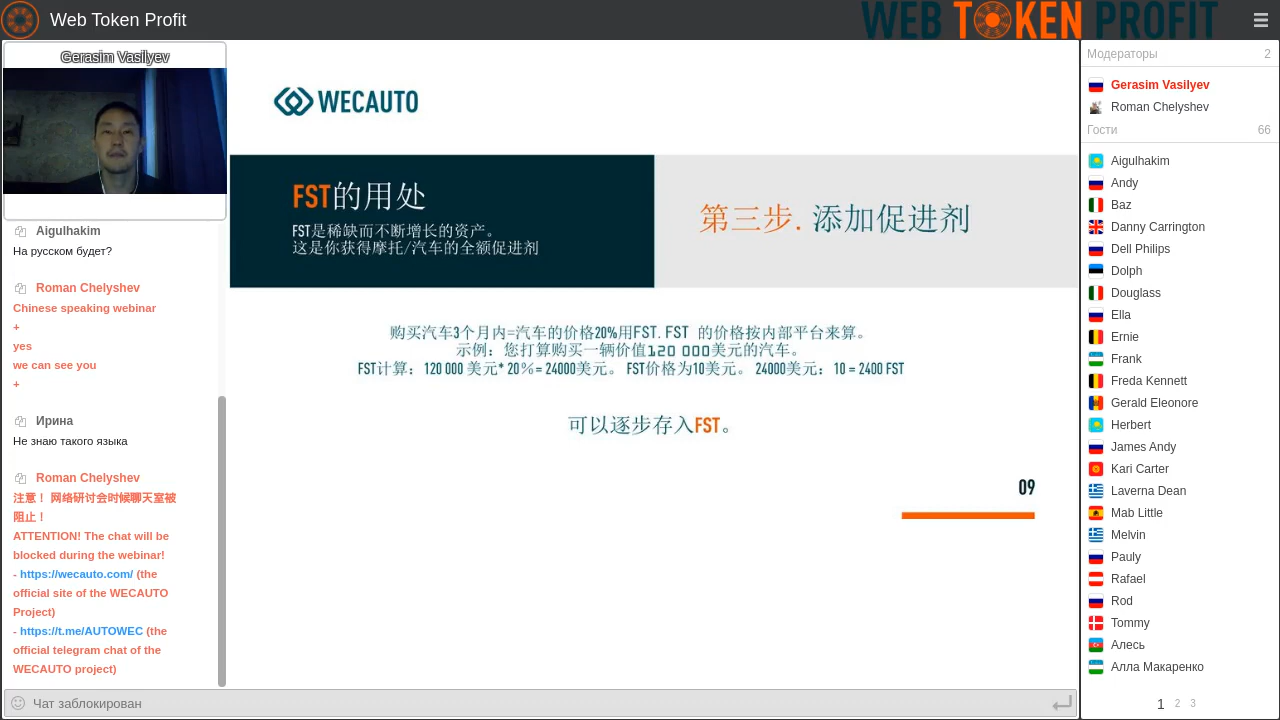 Web Token Profit
WEB TOKEN PROFIT
Gerasim Vasilyev
Aigulhakim
На русском будет?
Roman Chelyshev
Chinese speaking webinar
+
yes
we can see you
+
Ирина
Не знаю такого языка
Roman Chelyshev
注意！ 网络研讨会时候聊天室被
阻止！
ATTENTION! The chat will be
blocked during the webinar!
- https://wecauto.com/ (the
official site of the WECAUTO
Project)
- https://t.me/AUTOWEC (the
official telegram chat of the
WECAUTO project)
Чат заблокирован
WECAUTO
FST的用处
FST是稀缺而不断增长的资产。
这是你获得摩托/汽车的全额促进剂
第三步. 添加促进剂
购买汽车3个月内=汽车的价格20%用FST. FST 的价格按内部平台来算。
示例：您打算购买一辆价值120 000美元的汽车。
FST计算：120 000 美元* 20%= 24000美元。 FST价格为10美元。 24000美元：10 = 2400 FST
可以逐步存入FST。
09
Модераторы 2
Gerasim Vasilyev
Roman Chelyshev
Гости 66
Aigulhakim
Andy
Baz
Danny Carrington
Dell Philips
Dolph
Douglass
Ella
Ernie
Frank
Freda Kennett
Gerald Eleonore
Herbert
James Andy
Kari Carter
Laverna Dean
Mab Little
Melvin
Pauly
Rafael
Rod
Tommy
Алесь
Алла Макаренко
1 2 3